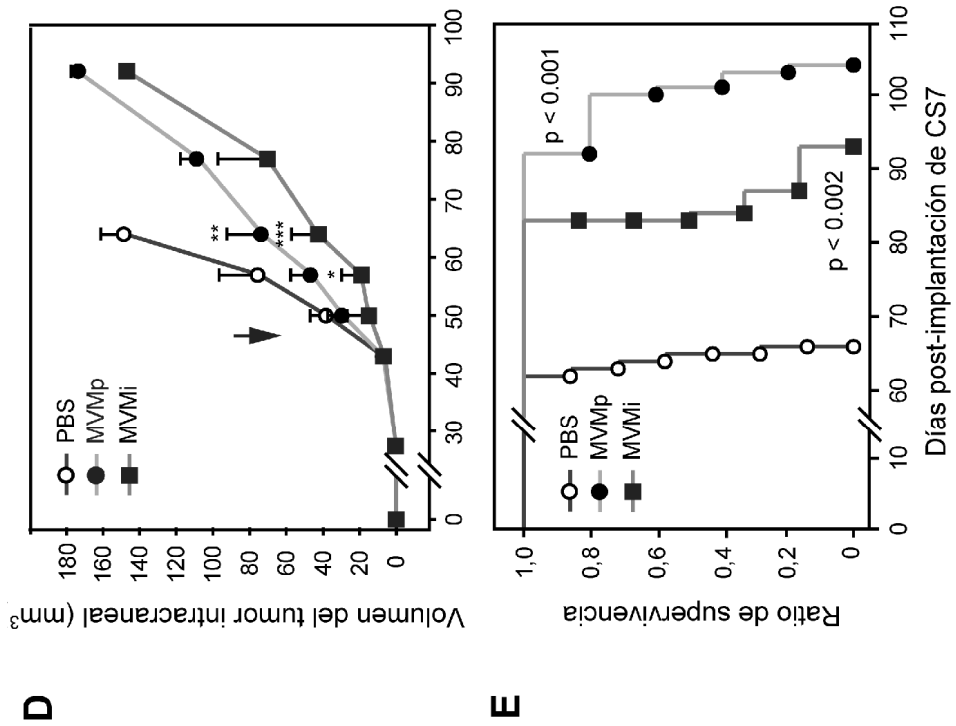 D
Volumen del tumor intracraneal (mm³
180
160
140
120
100
80
60
40
20
0
PBS
MVMp
MVMi
**
***
*
0
30
40
50
60
70
80
90
100
E
Ratio de supervivencia
1,0
0,8
0,6
0,4
0,2
0
PBS
MVMp
MVMi
p < 0.001
p < 0.002
0
10
60
70
80
90
100
110
Días post-implantación de CS7